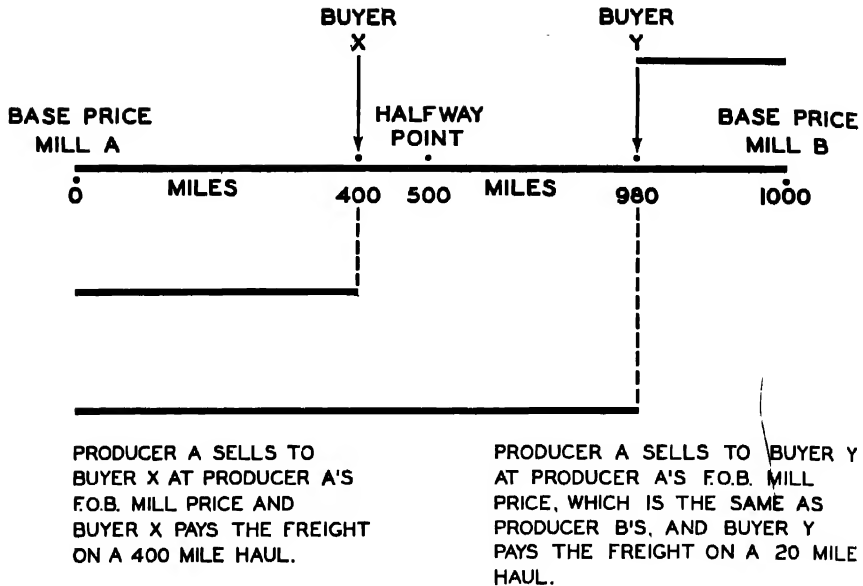 BUYER
X
BUYER
Y
BASE PRICE
MILL A
HALFWAY
POINT
BASE PRICE
MILL B
0 MILES 400 500 MILES 980 1000
PRODUCER A SELLS TO
BUYER X AT PRODUCER A'S
F.O.B. MILL PRICE AND
BUYER X PAYS THE FREIGHT
ON A 400 MILE HAUL.
PRODUCER A SELLS TO BUYER Y
AT PRODUCER A'S F.O.B. MILL
PRICE, WHICH IS THE SAME AS
PRODUCER B'S, AND BUYER Y
PAYS THE FREIGHT ON A 20 MILE
HAUL.